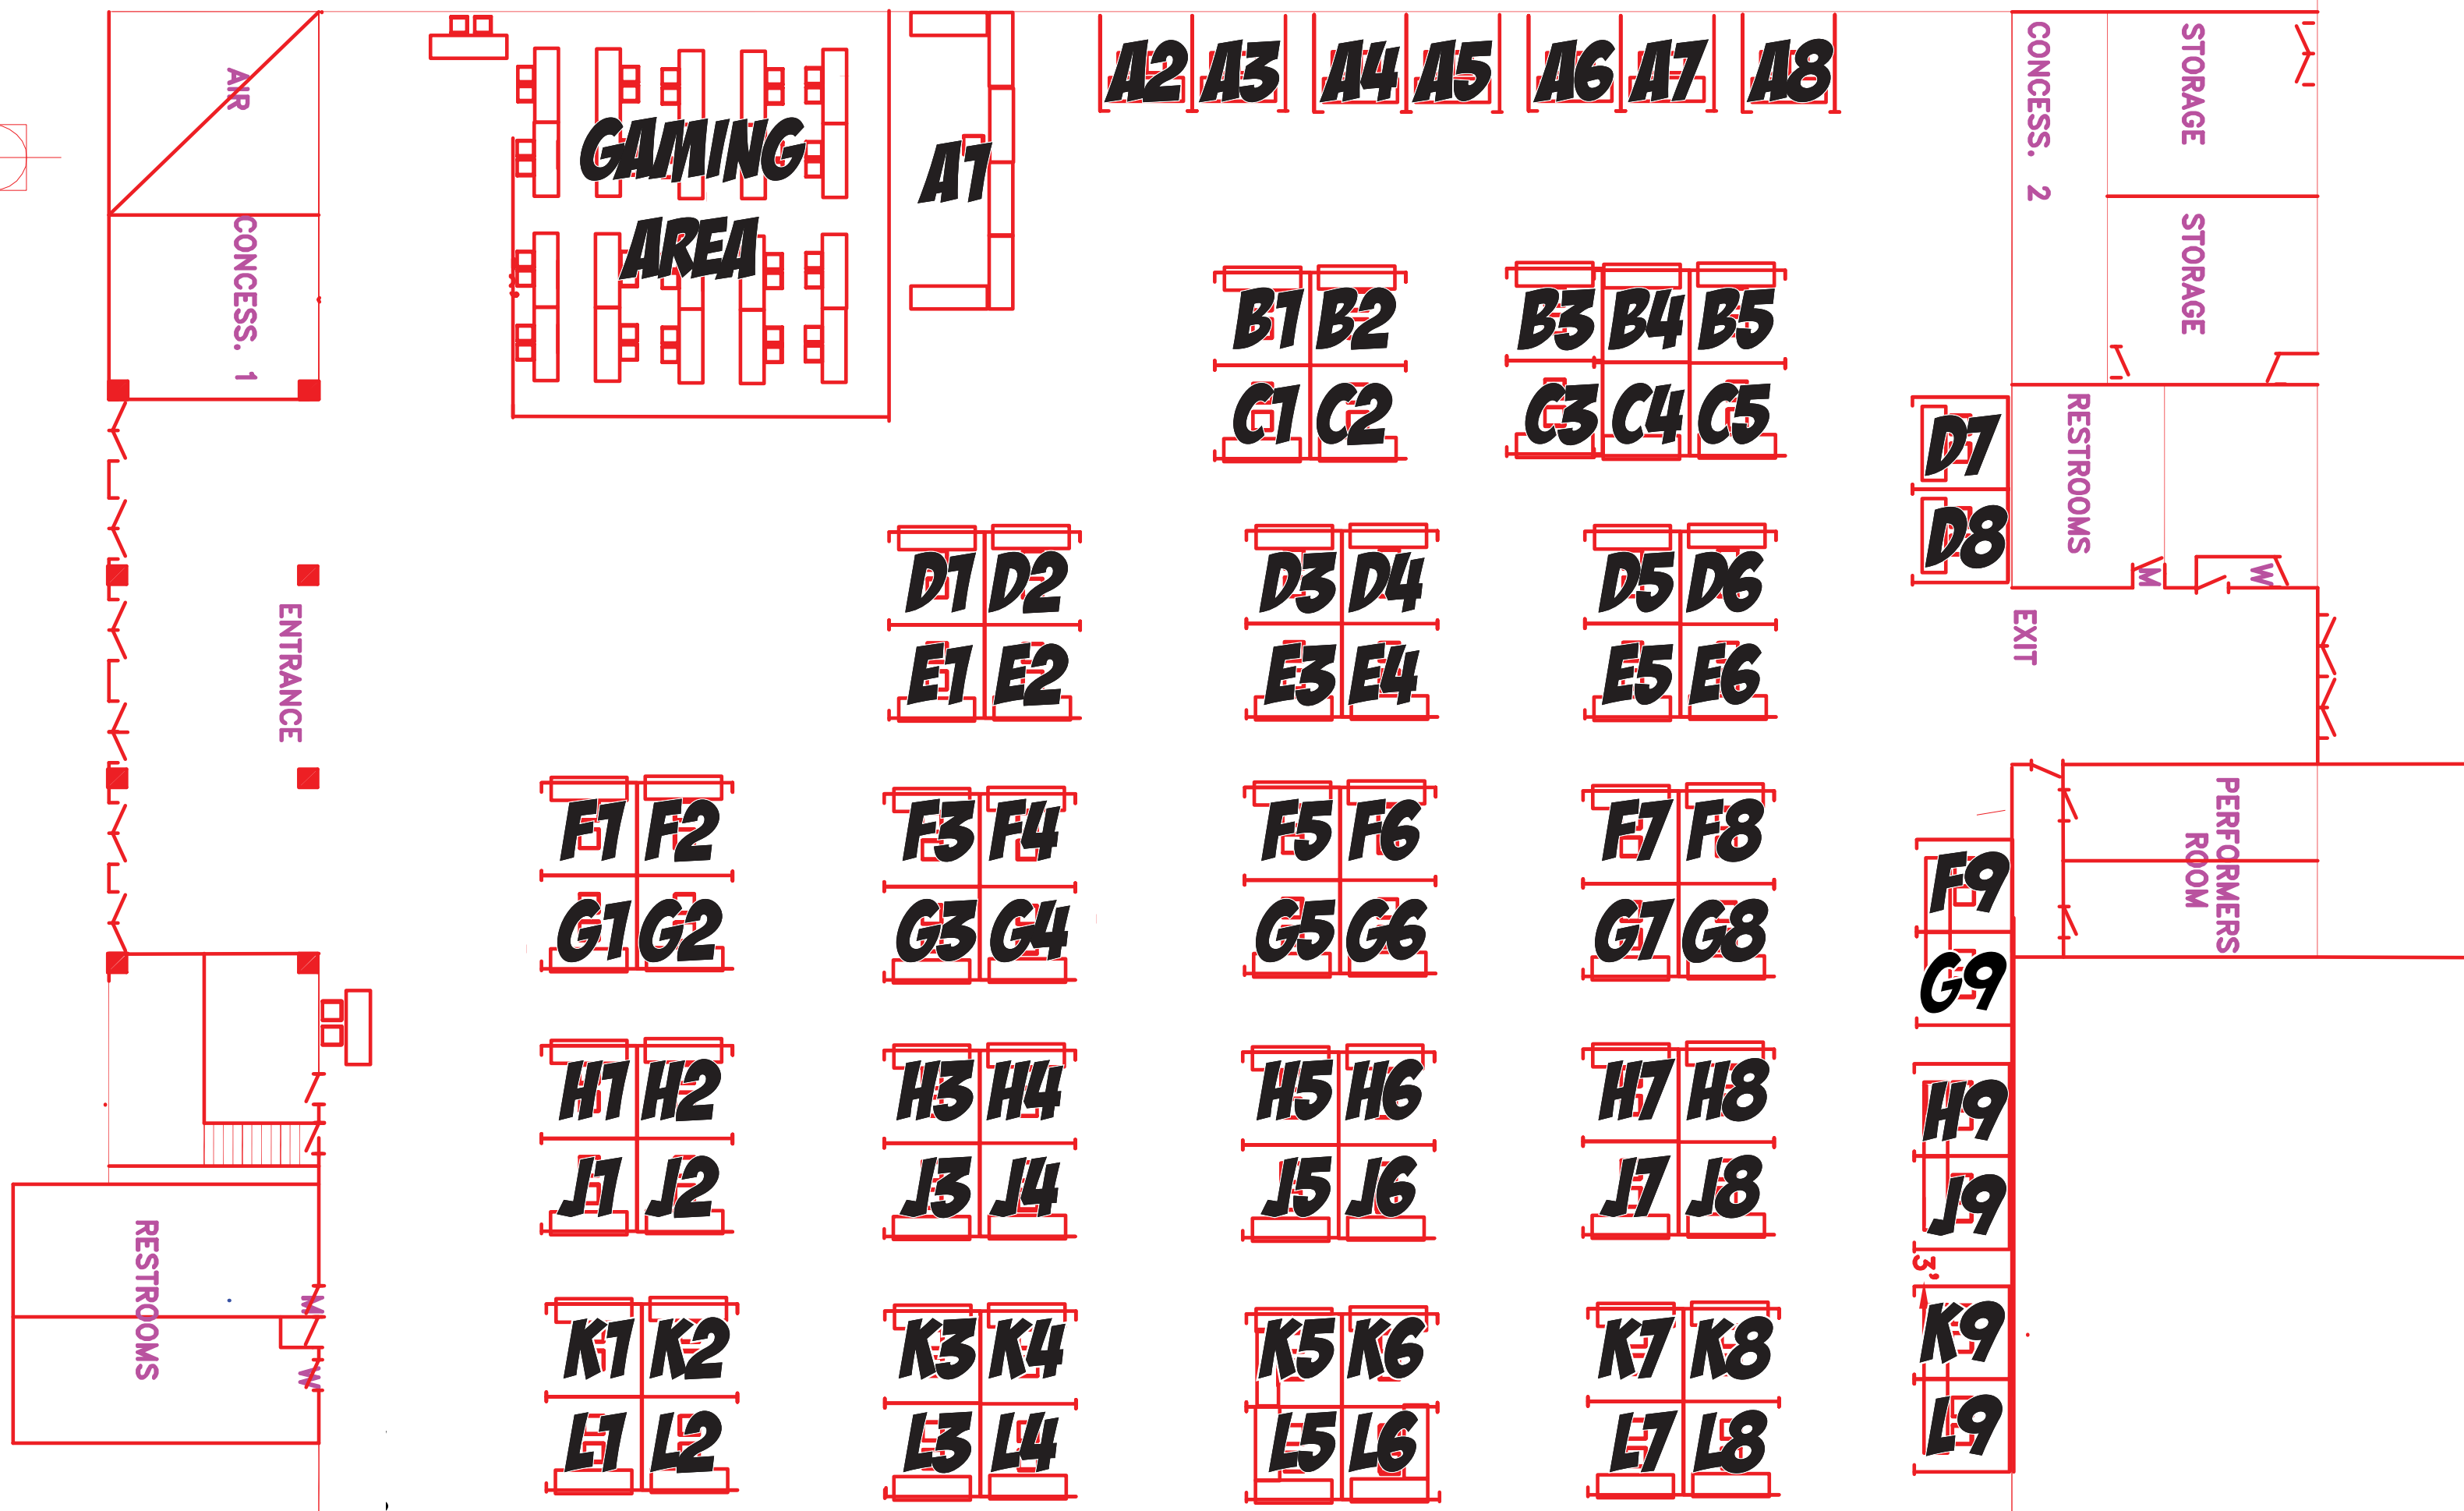 AIR
CONCESS. 1
GAMING
AREA
A1
A2 A3 A4 A5 A6 A7 A8
CONCESS. 2
STORAGE
STORAGE
B1 B2 B3 B4 B5
C1 C2 C3 C4 C5
D7
D8
RESTROOMS
M W
EXIT
ENTRANCE
D1 D2 D3 D4 D5 D6
E1 E2 E3 E4 E5 E6
PERFORMERS
ROOM
F1 F2 F3 F4 F5 F6 F7 F8 F9
G1 G2 G3 G4 G5 G6 G7 G8 G9
H1 H2 H3 H4 H5 H6 H7 H8 H9
J1 J2 J3 J4 J5 J6 J7 J8 J9
3'
RESTROOMS
M
W
K1 K2 K3 K4 K5 K6 K7 K8 K9
L1 L2 L3 L4 L5 L6 L7 L8 L9